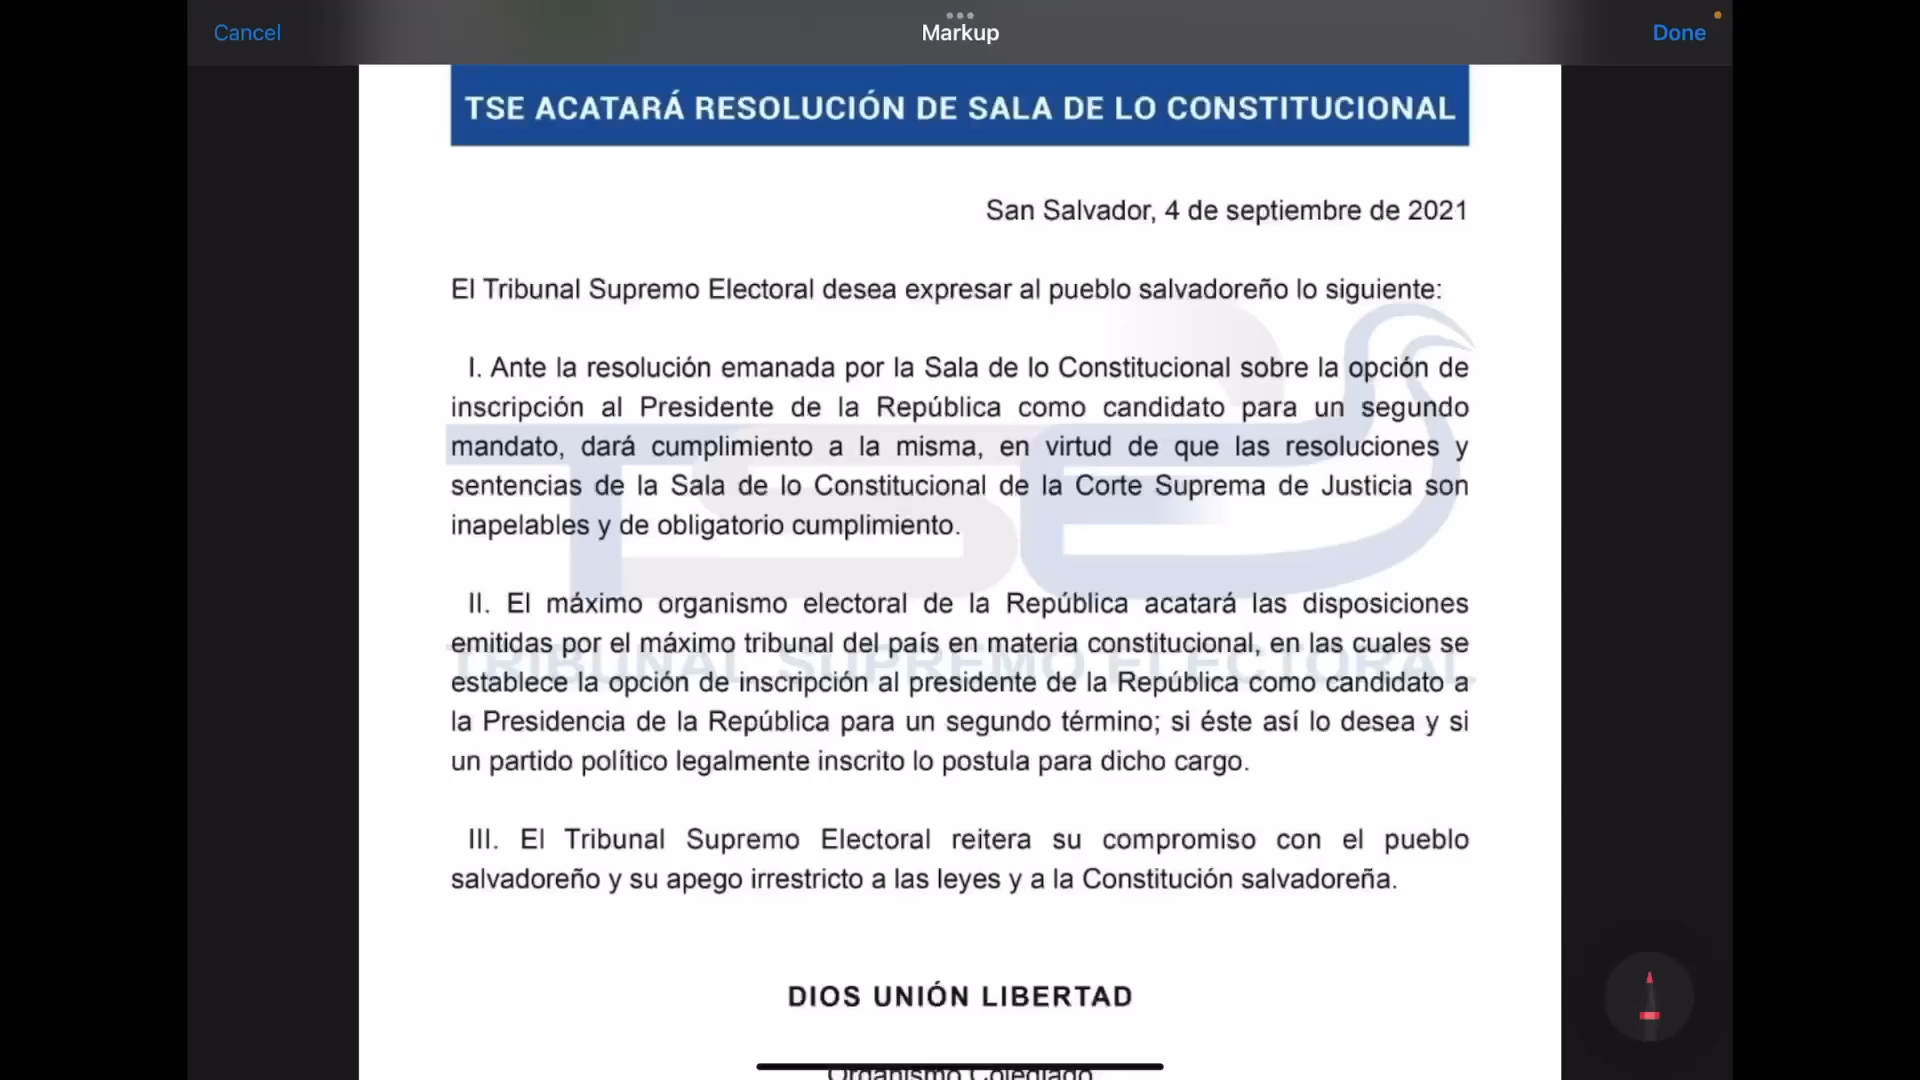 Cancel
Markup
Done
TSE ACATARÁ RESOLUCIÓN DE SALA DE LO CONSTITUCIONAL
San Salvador, 4 de septiembre de 2021
El Tribunal Supremo Electoral desea expresar al pueblo salvadoreño lo siguiente:
I. Ante la resolución emanada por la Sala de lo Constitucional sobre la opción de
inscripción al Presidente de la República como candidato para un segundo
mandato, dará cumplimiento a la misma, en virtud de que las resoluciones y
sentencias de la Sala de lo Constitucional de la Corte Suprema de Justicia son
inapelables y de obligatorio cumplimiento.
II. El máximo organismo electoral de la República acatará las disposiciones
emitidas por el máximo tribunal del país en materia constitucional, en las cuales se
establece la opción de inscripción al presidente de la República como candidato a
la Presidencia de la República para un segundo término; si éste así lo desea y si
un partido político legalmente inscrito lo postula para dicho cargo.
III. El Tribunal Supremo Electoral reitera su compromiso con el pueblo
salvadoreño y su apego irrestricto a las leyes y a la Constitución salvadoreña.
TSE
TRIBUNAL SUPREMO ELECTORAL
DIOS UNIÓN LIBERTAD
Organismo Colegiado